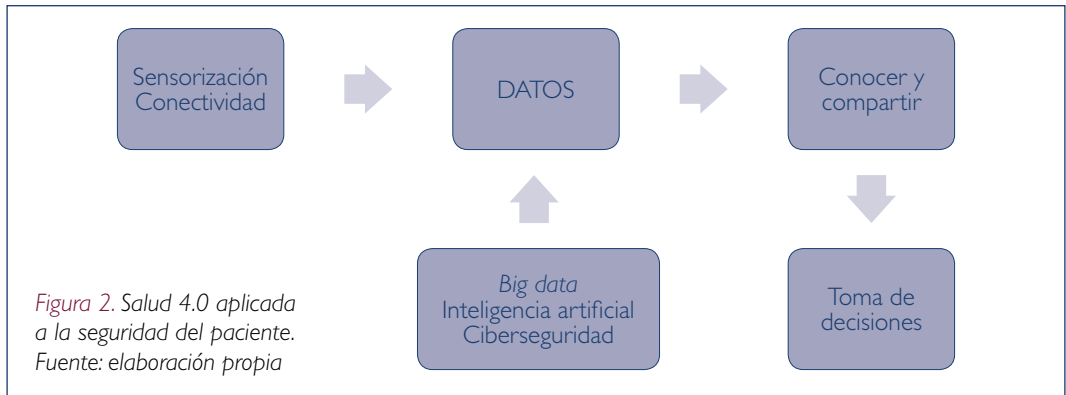 Sensorización
Conectividad
DATOS
Conocer y
compartir
Big data
Inteligencia artificial
Ciberseguridad
Toma de
decisiones
Figura 2. Salud 4.0 aplicada
a la seguridad del paciente.
Fuente: elaboración propia